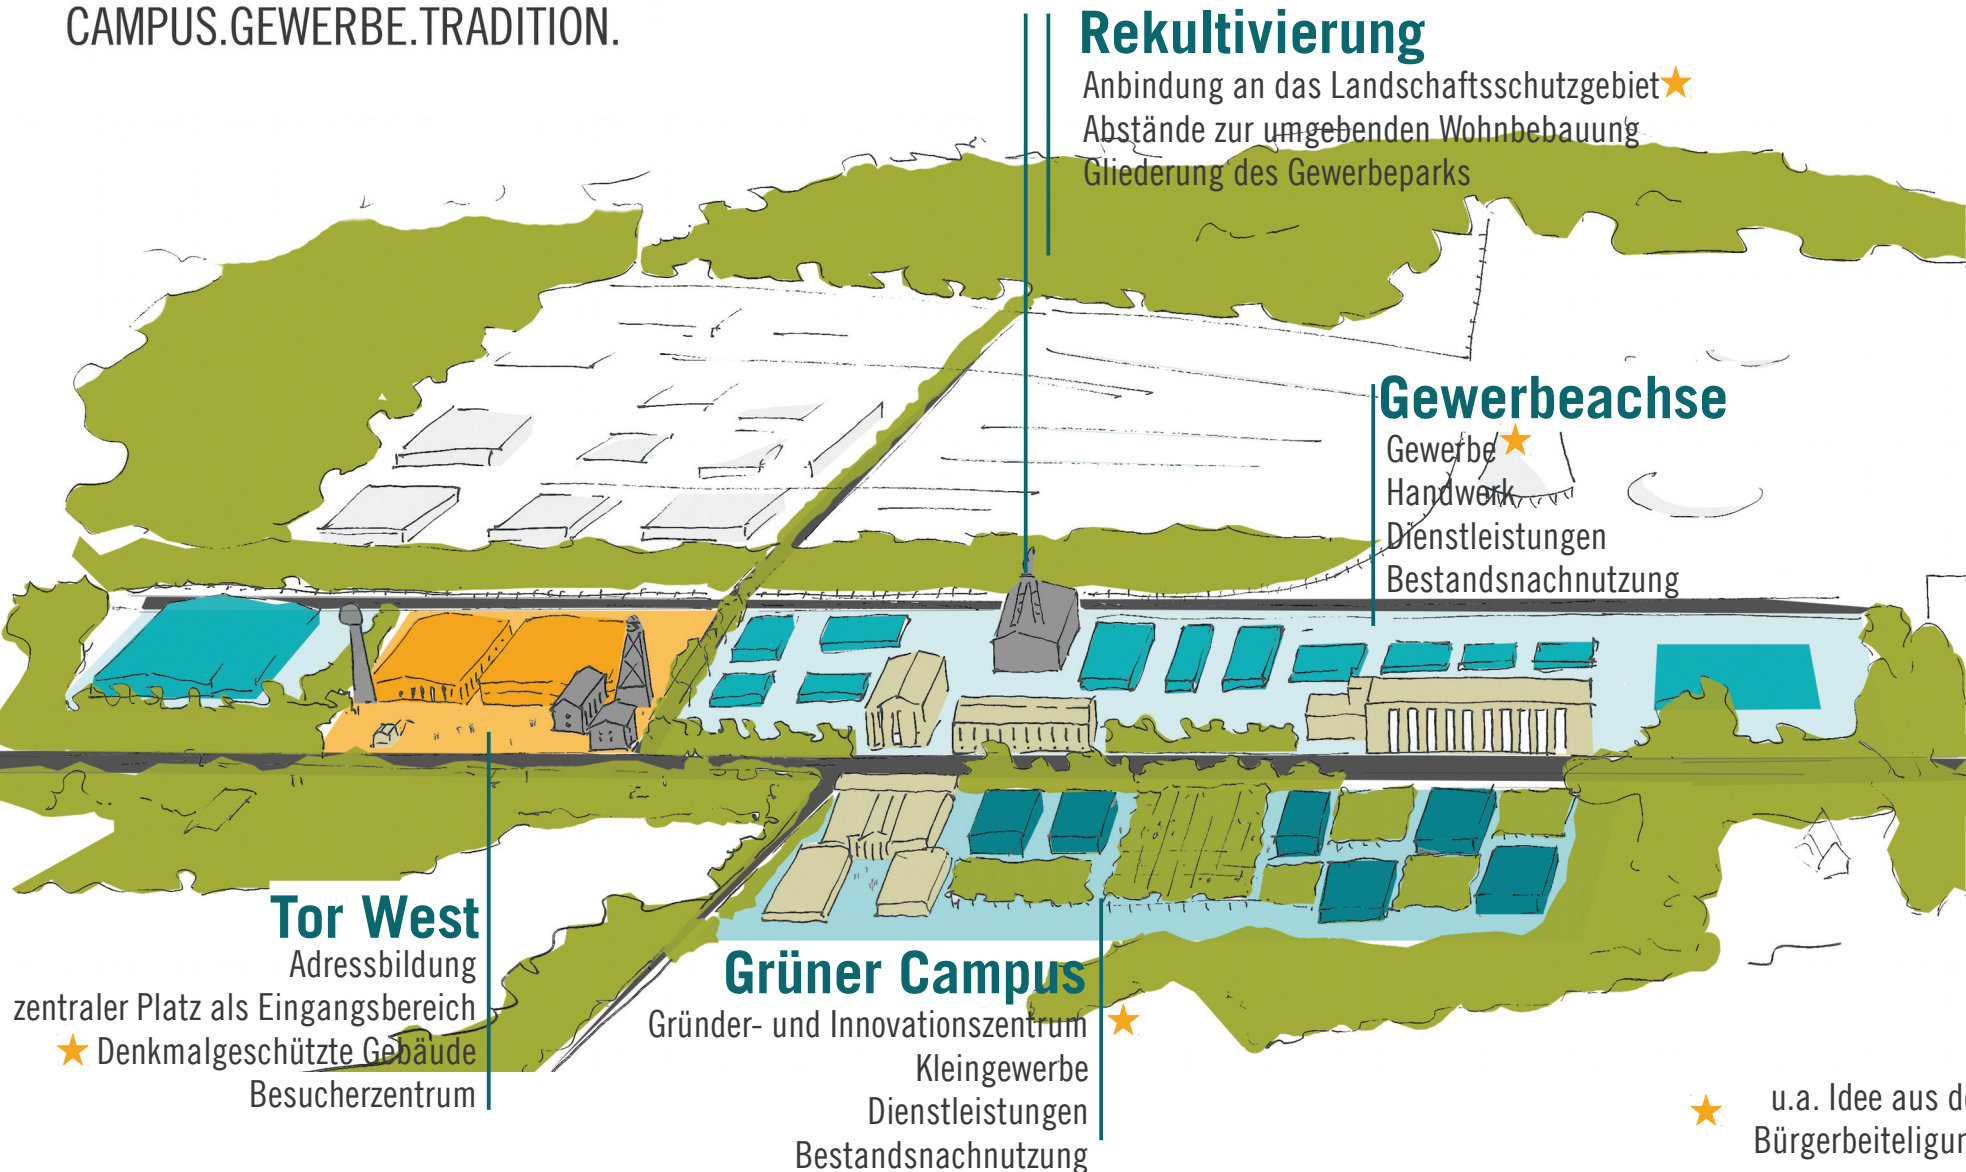 CAMPUS.GEWERBE.TRADITION.
Rekultivierung
Anbindung an das Landschaftsschutzgebiet
Abstände zur umgebenden Wohnbebauung
Gliederung des Gewerbeparks
Gewerbeachse
Gewerbe
Handwerk
Dienstleistungen
Bestandsnachnutzung
Tor West
Adressbildung
zentraler Platz als Eingangsbereich
Denkmalgeschützte Gebäude
Besucherzentrum
Grüner Campus
Gründer- und Innovationszentrum
Kleingewerbe
Dienstleistungen
Bestandsnachnutzung
u.a. Idee aus